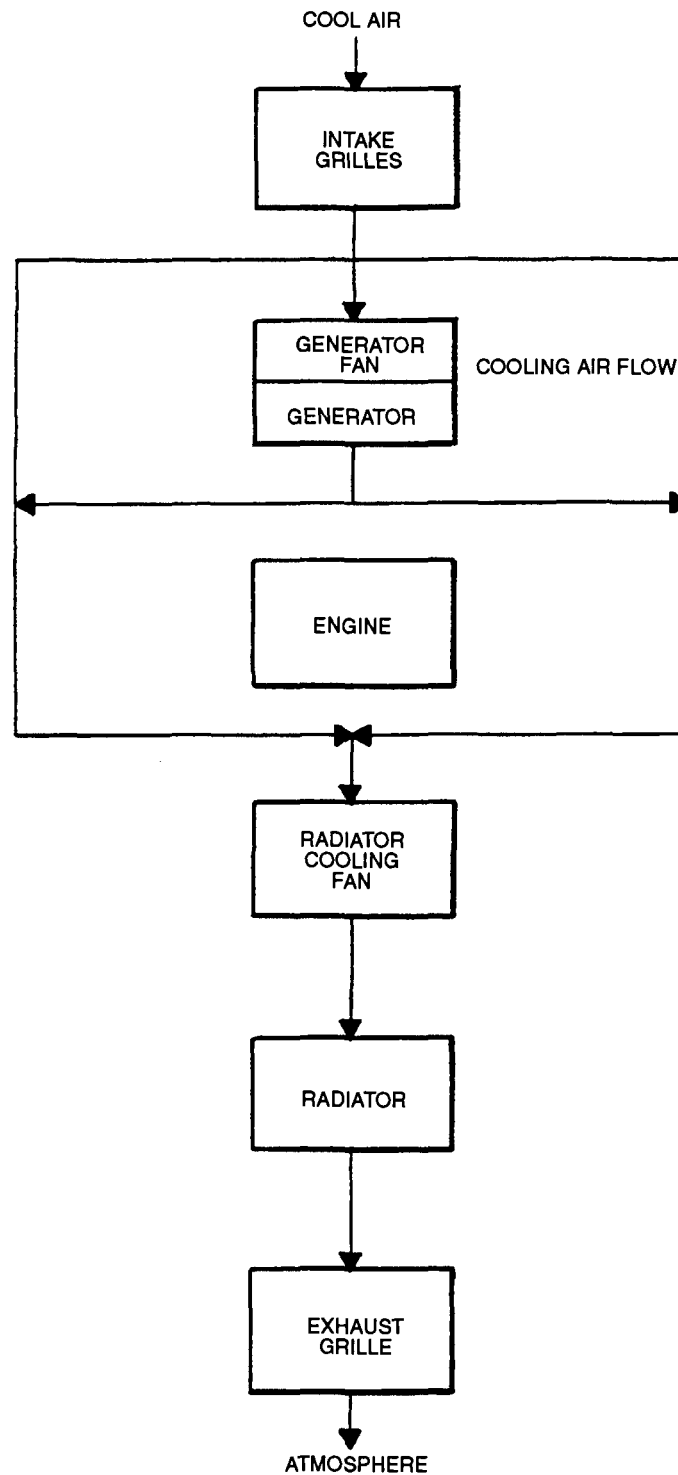 COOL AIR
INTAKE
GRILLES
GENERATOR
FAN
COOLING AIR FLOW
GENERATOR
ENGINE
RADIATOR
COOLING
FAN
RADIATOR
EXHAUST
GRILLE
ATMOSPHERE